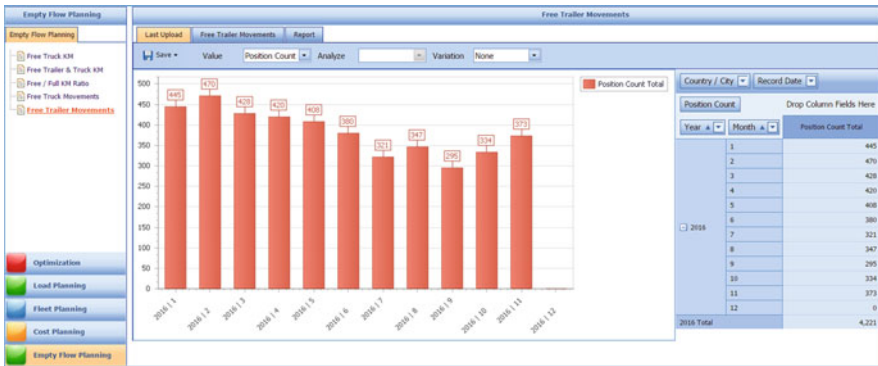 Empty Flow Planning
Empty Flow Planning
Free Truck KM
Free Trailer & Truck KM
Free / Full KM Ratio
Free Truck Movements
Free Trailer Movements
Optimization
Load Planning
Fleet Planning
Cost Planning
Empty Flow Planning
Free Trailer Movements
Last Upload Free Trailer Movements Report
Save Value Position Count Analyze Variation None
500
450
400
350
300
250
200
150
100
50
0
445 470 428 420 408 380 321 347 295 334 373
2016 | 1 2016 | 2 2016 | 3 2016 | 4 2016 | 5 2016 | 6 2016 | 7 2016 | 8 2016 | 9 2016 | 10 2016 | 11 2016 | 12
Position Count Total
Country / City Record Date
Position Count Drop Column Fields Here
Year Month Position Count Total
2016
1 445
2 470
3 428
4 420
5 408
6 380
7 321
8 347
9 295
10 334
11 373
12 0
2016 Total 4,221